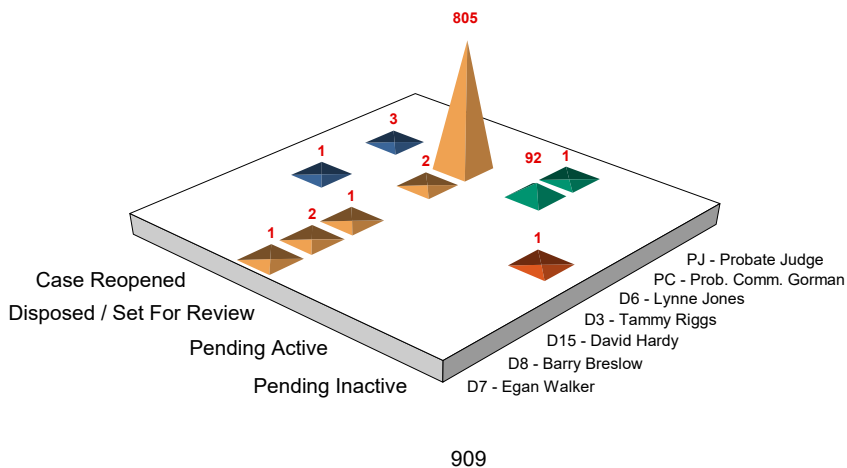 805
3
1
2
92
1
1
2
1
1
Case Reopened
Disposed / Set For Review
Pending Active
Pending Inactive
PJ - Probate Judge
PC - Prob. Comm. Gorman
D6 - Lynne Jones
D3 - Tammy Riggs
D15 - David Hardy
D8 - Barry Breslow
D7 - Egan Walker
909